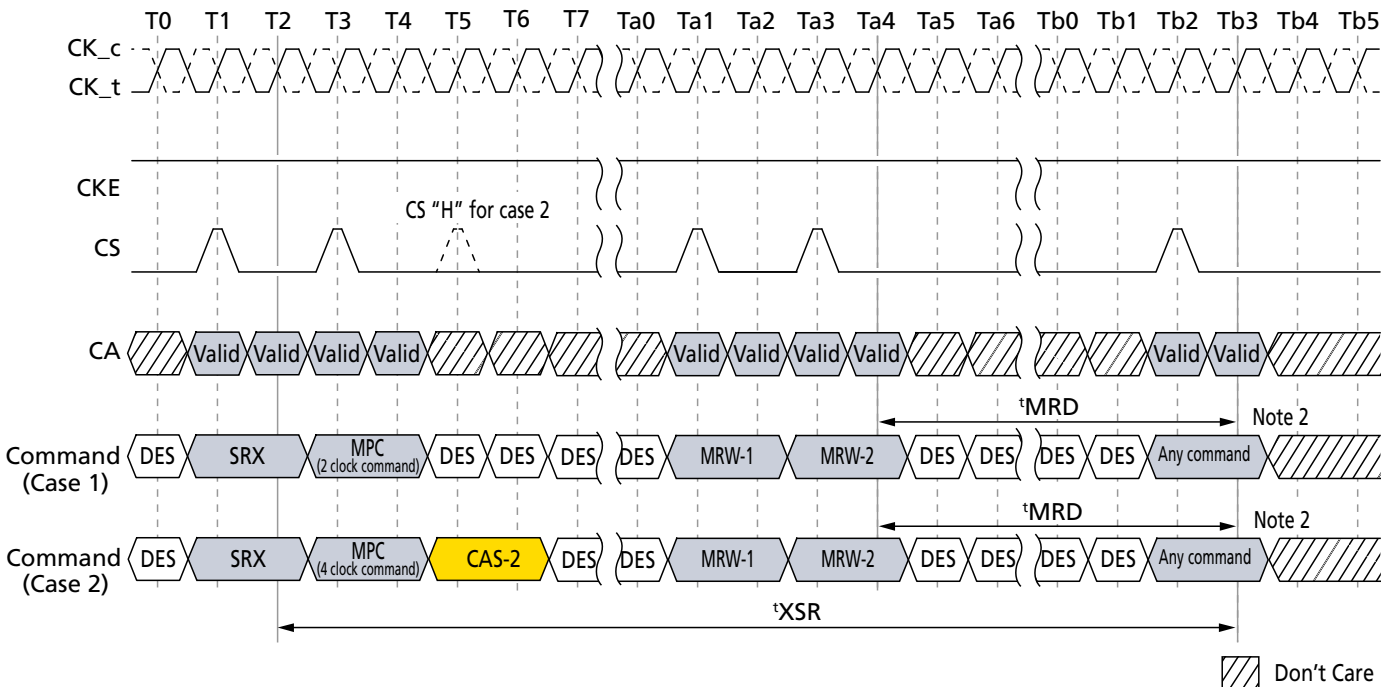 T0 T1 T2 T3 T4 T5 T6 T7 Ta0 Ta1 Ta2 Ta3 Ta4 Ta5 Ta6 Tb0 Tb1 Tb2 Tb3 Tb4 Tb5
CK_c
CK_t
CKE
CS "H" for case 2
CS
CA Valid Valid Valid Valid Valid Valid Valid Valid Valid Valid
tMRD Note 2
Command (Case 1) DES SRX MPC (2 clock command) DES DES DES DES MRW-1 MRW-2 DES DES DES DES Any command
tMRD Note 2
Command (Case 2) DES SRX MPC (4 clock command) CAS-2 DES DES MRW-1 MRW-2 DES DES DES DES Any command
tXSR
Don't Care